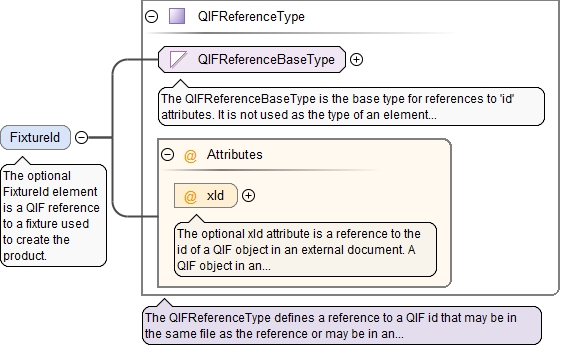 QIFReferenceType
QIFReferenceBaseType
The QIFReferenceBaseType is the base type for references to 'id'
attributes. It is not used as the type of an element...
FixtureId
The optional
FixtureId element
is a QIF reference
to a fixture used
to create the
product.
@ Attributes
@ xId
The optional xId attribute is a reference to the
id of a QIF object in an external document. A
QIF object in an...
The QIFReferenceType defines a reference to a QIF id that may be in
the same file as the reference or may be in an...